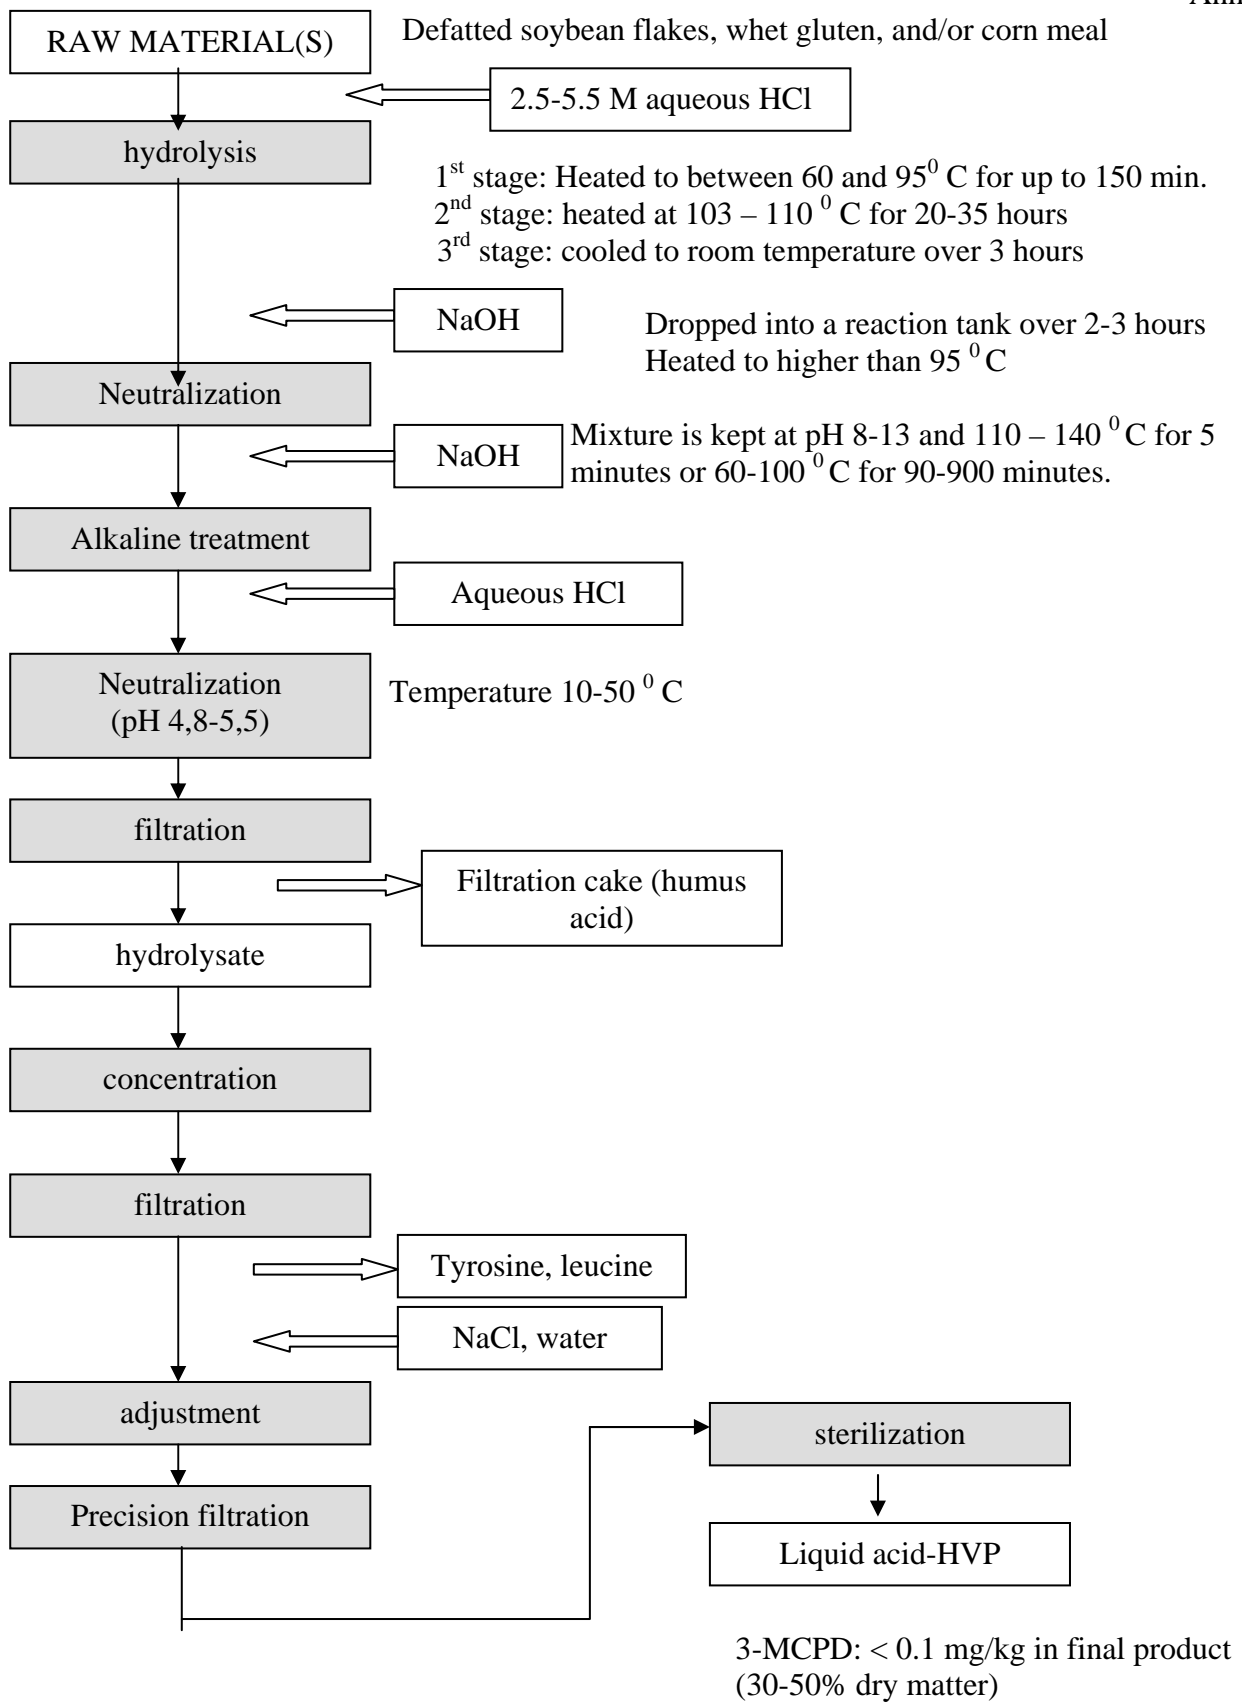 RAW MATERIAL(S)
Defatted soybean flakes, whet gluten, and/or corn meal
2.5-5.5 M aqueous HCl
hydrolysis
1st stage: Heated to between 60 and 95⁰ C for up to 150 min.
2nd stage: heated at 103 – 110 ⁰ C for 20-35 hours
3rd stage: cooled to room temperature over 3 hours
NaOH
Dropped into a reaction tank over 2-3 hours
Heated to higher than 95 ⁰ C
Neutralization
NaOH
Mixture is kept at pH 8-13 and 110 – 140 ⁰ C for 5
minutes or 60-100 ⁰ C for 90-900 minutes.
Alkaline treatment
Aqueous HCl
Neutralization
(pH 4,8-5,5)
Temperature 10-50 ⁰ C
filtration
Filtration cake (humus
acid)
hydrolysate
concentration
filtration
Tyrosine, leucine
NaCl, water
adjustment
sterilization
Precision filtration
Liquid acid-HVP
3-MCPD: < 0.1 mg/kg in final product
(30-50% dry matter)